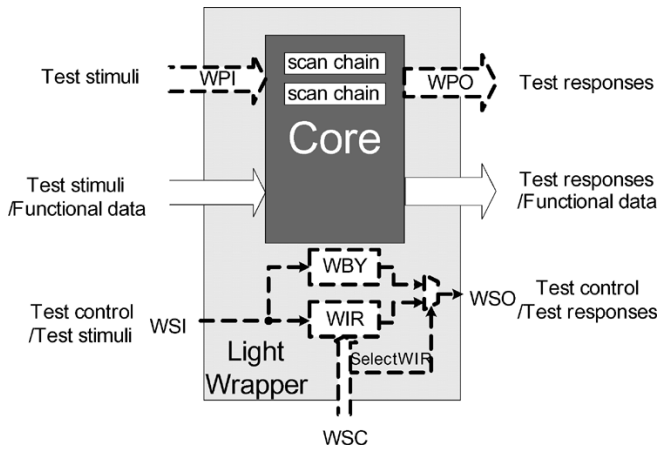 Test stimuli
WPI
scan chain
scan chain
WPO
Test responses
Core
Test stimuli
/Functional data
Test responses
/Functional data
WBY
Test control
/Test stimuli
WSI
WIR
WSO
Test control
/Test responses
Light
Wrapper
SelectWIR
WSC